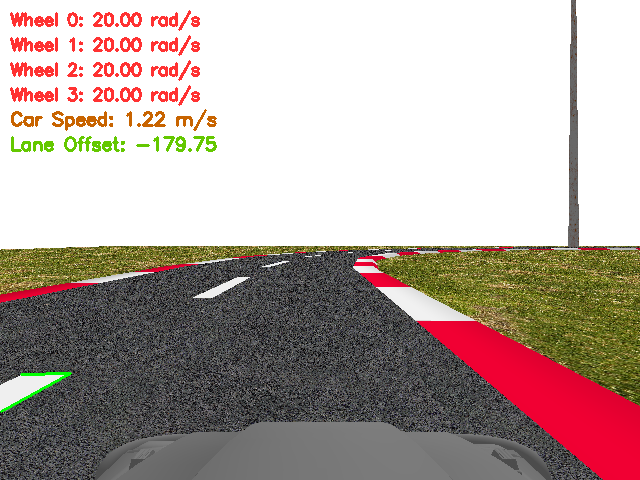 Wheel 0: 20.00 rad/s
Wheel 1: 20.00 rad/s
Wheel 2: 20.00 rad/s
Wheel 3: 20.00 rad/s
Car Speed: 1.22 m/s
Lane Offset: -179.75